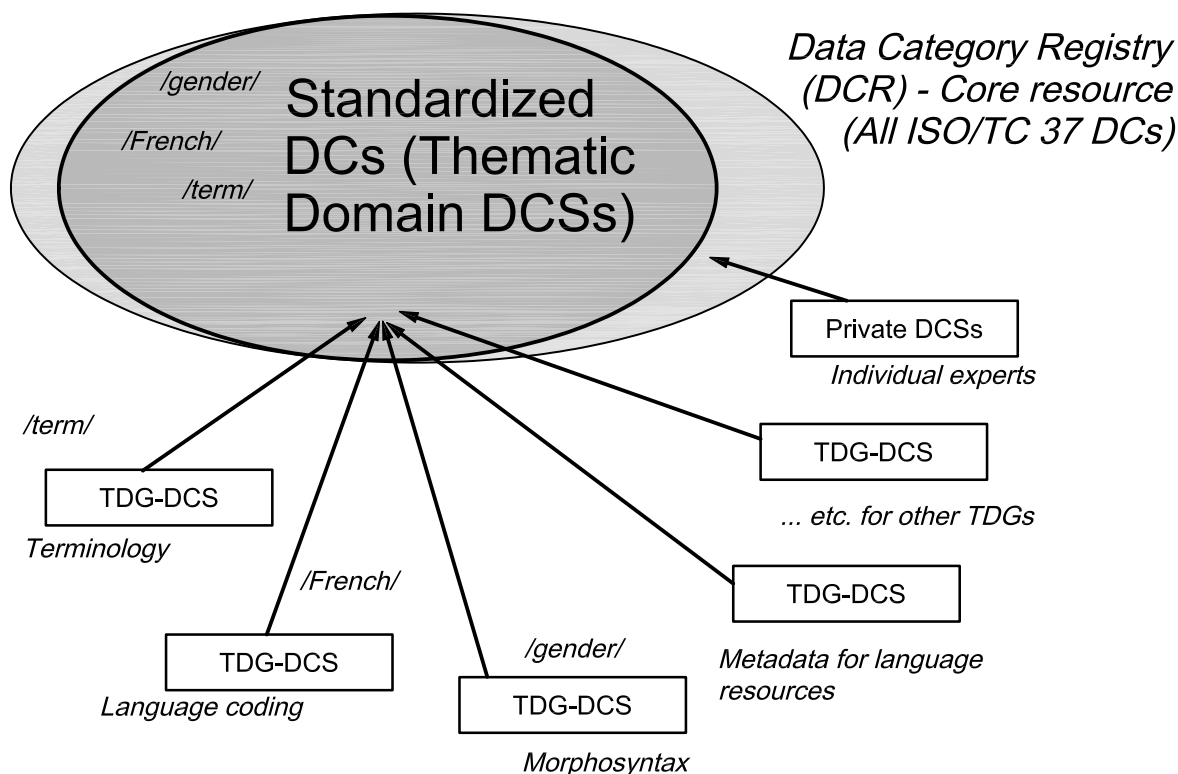 Data Category Registry
(DCR) - Core resource
(All ISO/TC 37 DCs)
/gender/
Standardized
/French/
DCs (Thematic
/term/
Domain DCSs)
Private DCSs
Individual experts
/term/
TDG-DCS
Terminology
TDG-DCS
... etc. for other TDGs
/French/
TDG-DCS
Language coding
/gender/
TDG-DCS
Morphosyntax
TDG-DCS
Metadata for language
resources